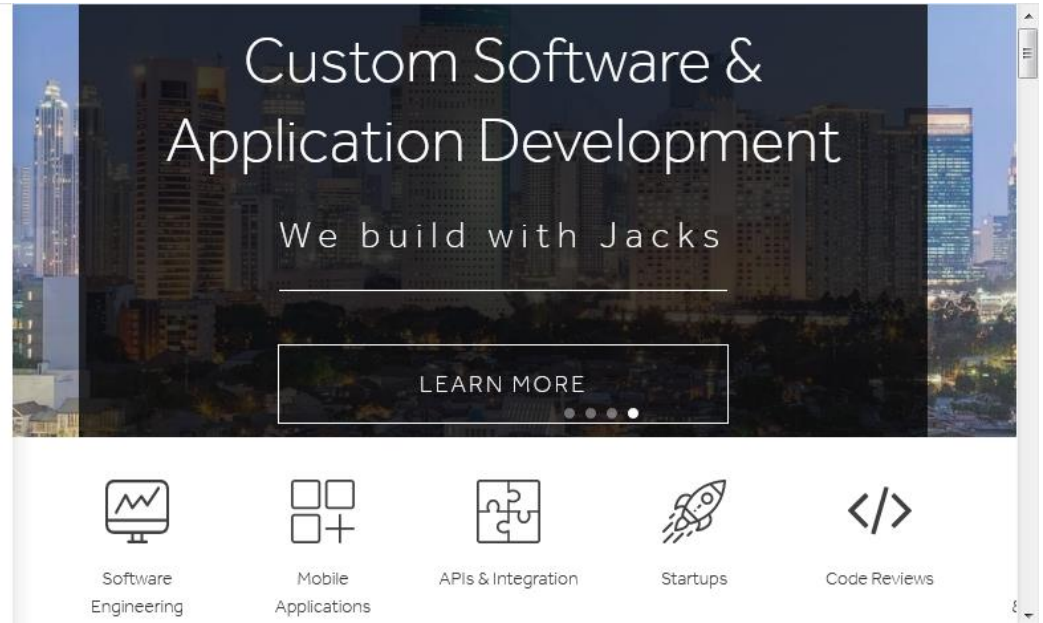 Custom Software &
Application Development
We build with Jacks
LEARN MORE
Software
Engineering
Mobile
Applications
APIs & Integration
Startups
Code Reviews